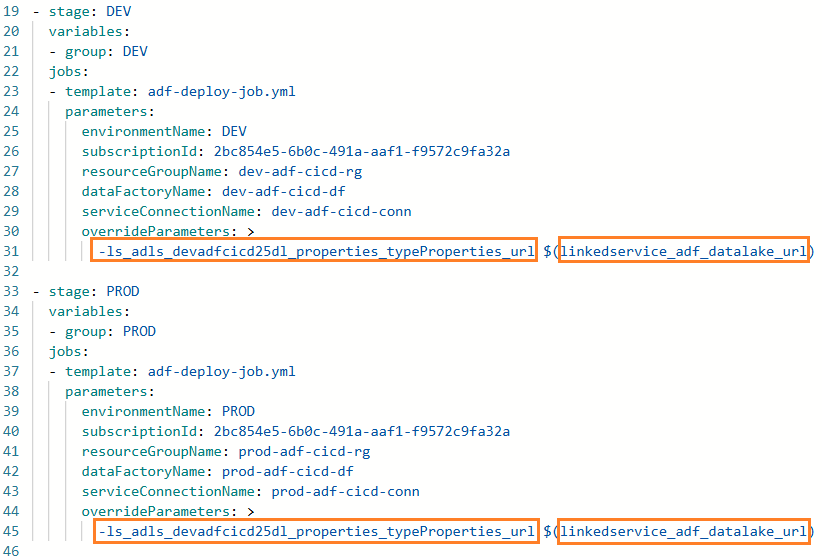 19 - stage: DEV
20 variables:
21 - group: DEV
22 jobs:
23 - template: adf-deploy-job.yml
24 parameters:
25 environmentName: DEV
26 subscriptionId: 2bc854e5-6b0c-491a-aaf1-f9572c9fa32a
27 resourceGroupName: dev-adf-cicd-rg
28 dataFactoryName: dev-adf-cicd-df
29 serviceConnectionName: dev-adf-cicd-conn
30 overrideParameters: >
31 -ls_adls_devadfcicd25dl_properties_typeProperties_url $(linkedservice_adf_datalake_url)
32
33 - stage: PROD
34 variables:
35 - group: PROD
36 jobs:
37 - template: adf-deploy-job.yml
38 parameters:
39 environmentName: PROD
40 subscriptionId: 2bc854e5-6b0c-491a-aaf1-f9572c9fa32a
41 resourceGroupName: prod-adf-cicd-rg
42 dataFactoryName: prod-adf-cicd-df
43 serviceConnectionName: prod-adf-cicd-conn
44 overrideParameters: >
45 -ls_adls_devadfcicd25dl_properties_typeProperties_url $(linkedservice_adf_datalake_url)
46